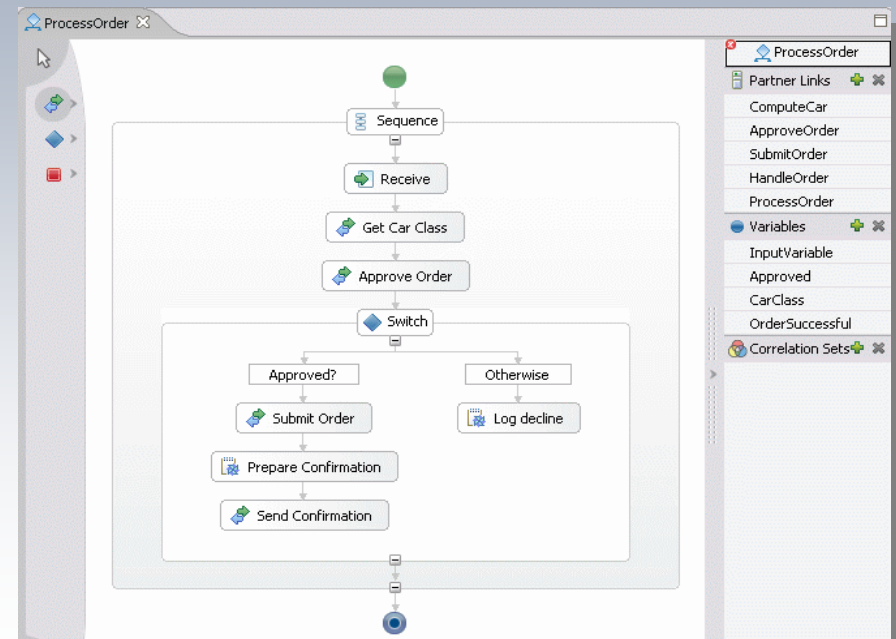 ProcessOrder
Sequence
Receive
Get Car Class
Approve Order
Switch
Approved?
Otherwise
Submit Order
Log decline
Prepare Confirmation
Send Confirmation
ProcessOrder
Partner Links
ComputeCar
ApproveOrder
SubmitOrder
HandleOrder
ProcessOrder
Variables
InputVariable
Approved
CarClass
OrderSuccessful
Correlation Sets